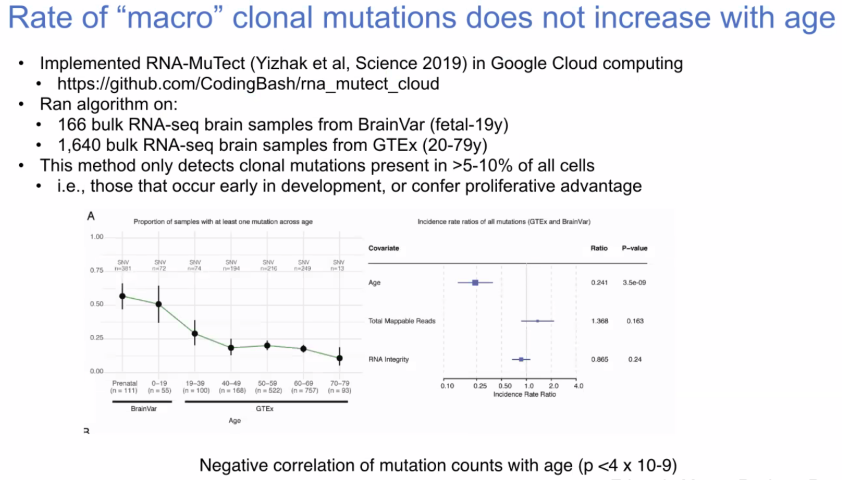 Rate of “macro” clonal mutations does not increase with age
• Implemented RNA-MuTect (Yizhak et al, Science 2019) in Google Cloud computing
• https://github.com/CodingBash/rna_mutect_cloud
• Ran algorithm on:
• 166 bulk RNA-seq brain samples from BrainVar (fetal-19y)
• 1,640 bulk RNA-seq brain samples from GTEx (20-79y)
• This method only detects clonal mutations present in >5-10% of all cells
• i.e., those that occur early in development, or confer proliferative advantage
A
Proportion of samples with at least one mutation across age
1.00
0.75
0.50
0.25
0.00
SNV SNV SNV SNV SNV SNV SNV
n=381 n=72 n=74 n=194 n=216 n=249 n=13
Prenatal 0-19 19-39 40-49 50-59 60-69 70-79
(n = 111) (n = 55) (n = 100) (n = 168) (n = 522) (n = 757) (n = 93)
BrainVar GTEx
Age
Incidence rate ratios of all mutations (GTEx and BrainVar)
Covariate Ratio P-value
Age 0.241 3.5e-09
Total Mappable Reads 1.368 0.163
RNA Integrity 0.865 0.24
0.10 0.25 0.50 1.0 2.0 4.0
Incidence Rate Ratio
Negative correlation of mutation counts with age (p <4 x 10-9)